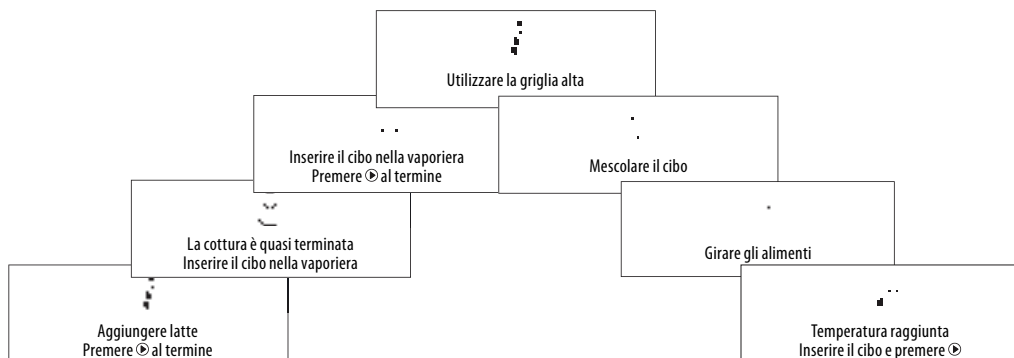 Utilizzare la griglia alta
Inserire il cibo nella vaporiera
Premere ▶ al termine
Mescolare il cibo
La cottura è quasi terminata
Inserire il cibo nella vaporiera
Girare gli alimenti
Aggiungere latte
Premere ▶ al termine
Temperatura raggiunta
Inserire il cibo e premere ▶